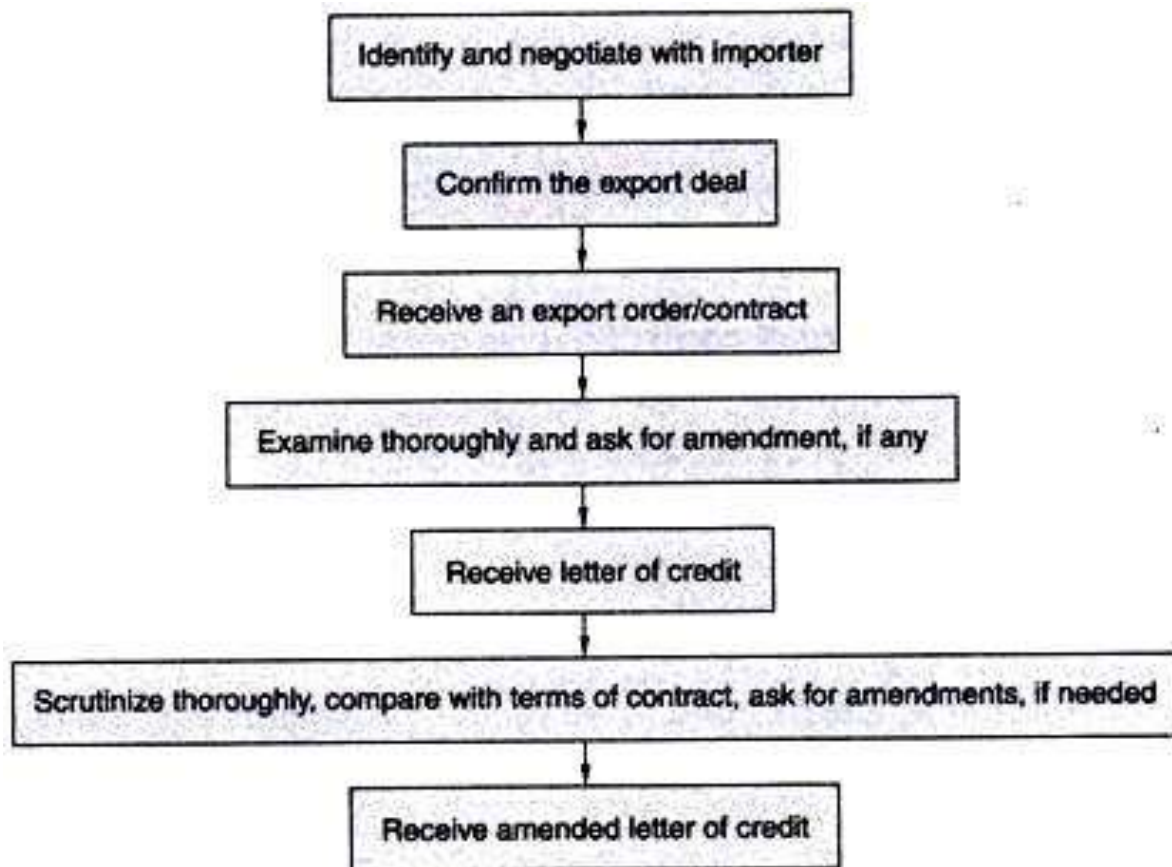 Identify and negotiate with importer
Confirm the export deal
Receive an export order/contract
Examine thoroughly and ask for amendment, if any
Receive letter of credit
Scrutinize thoroughly, compare with terms of contract, ask for amendments, if needed
Receive amended letter of credit